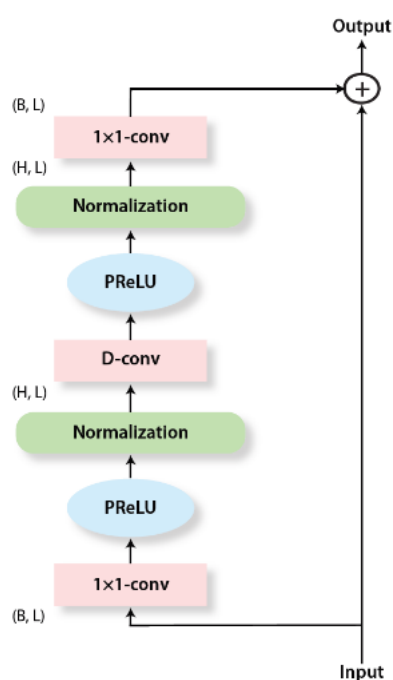 Output
+
(B, L)
1×1-conv
(H, L)
Normalization
PReLU
D-conv
(H, L)
Normalization
PReLU
1×1-conv
(B, L)
Input